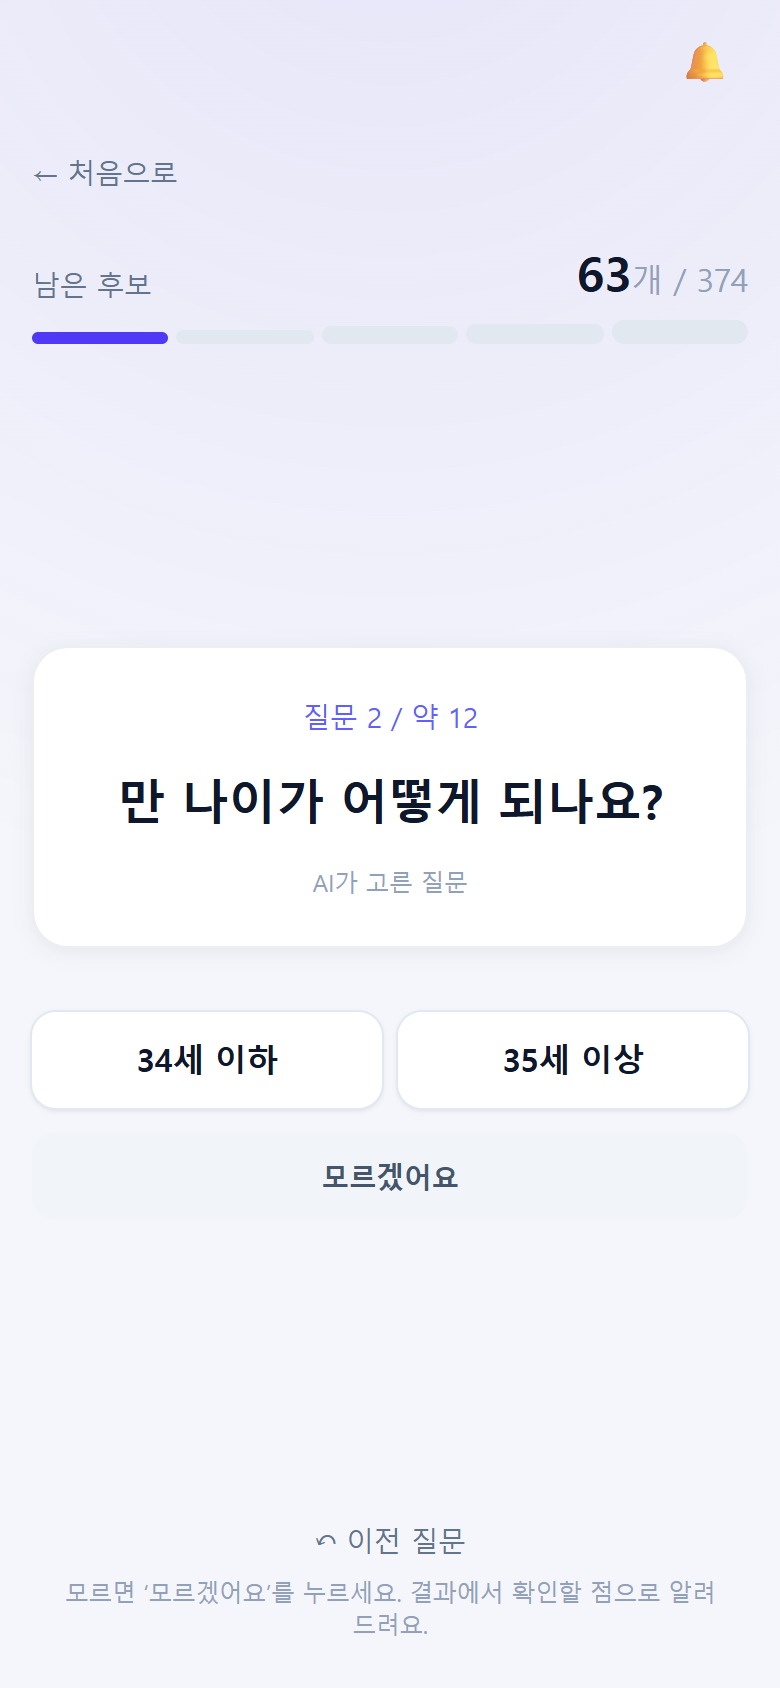 ← 처음으로
남은 후보
63개 / 374
질문 2 / 약 12
만 나이가 어떻게 되나요?
AI가 고른 질문
34세 이하
35세 이상
모르겠어요
↶ 이전 질문
모르면 ‘모르겠어요’를 누르세요. 결과에서 확인할 점으로 알려
드려요.